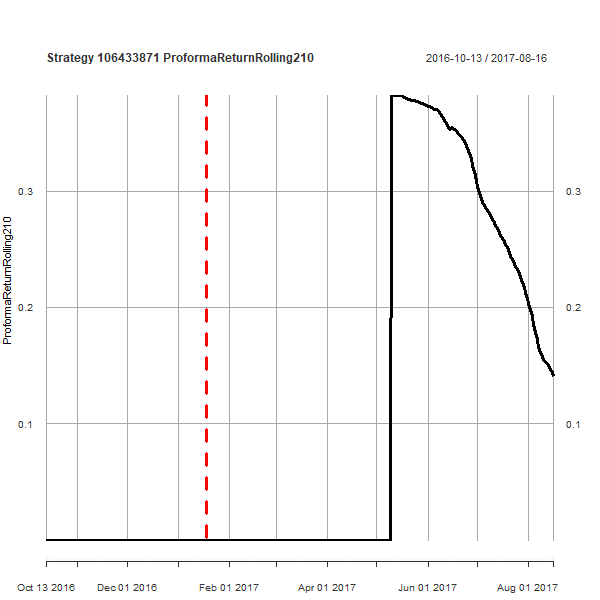 Strategy 106433871 ProformaReturnRolling210
2016-10-13 / 2017-08-16
ProformaReturnRolling210
0.3
0.3
0.2
0.2
0.1
0.1
Oct 13 2016 Dec 01 2016 Feb 01 2017 Apr 01 2017 Jun 01 2017 Aug 01 2017